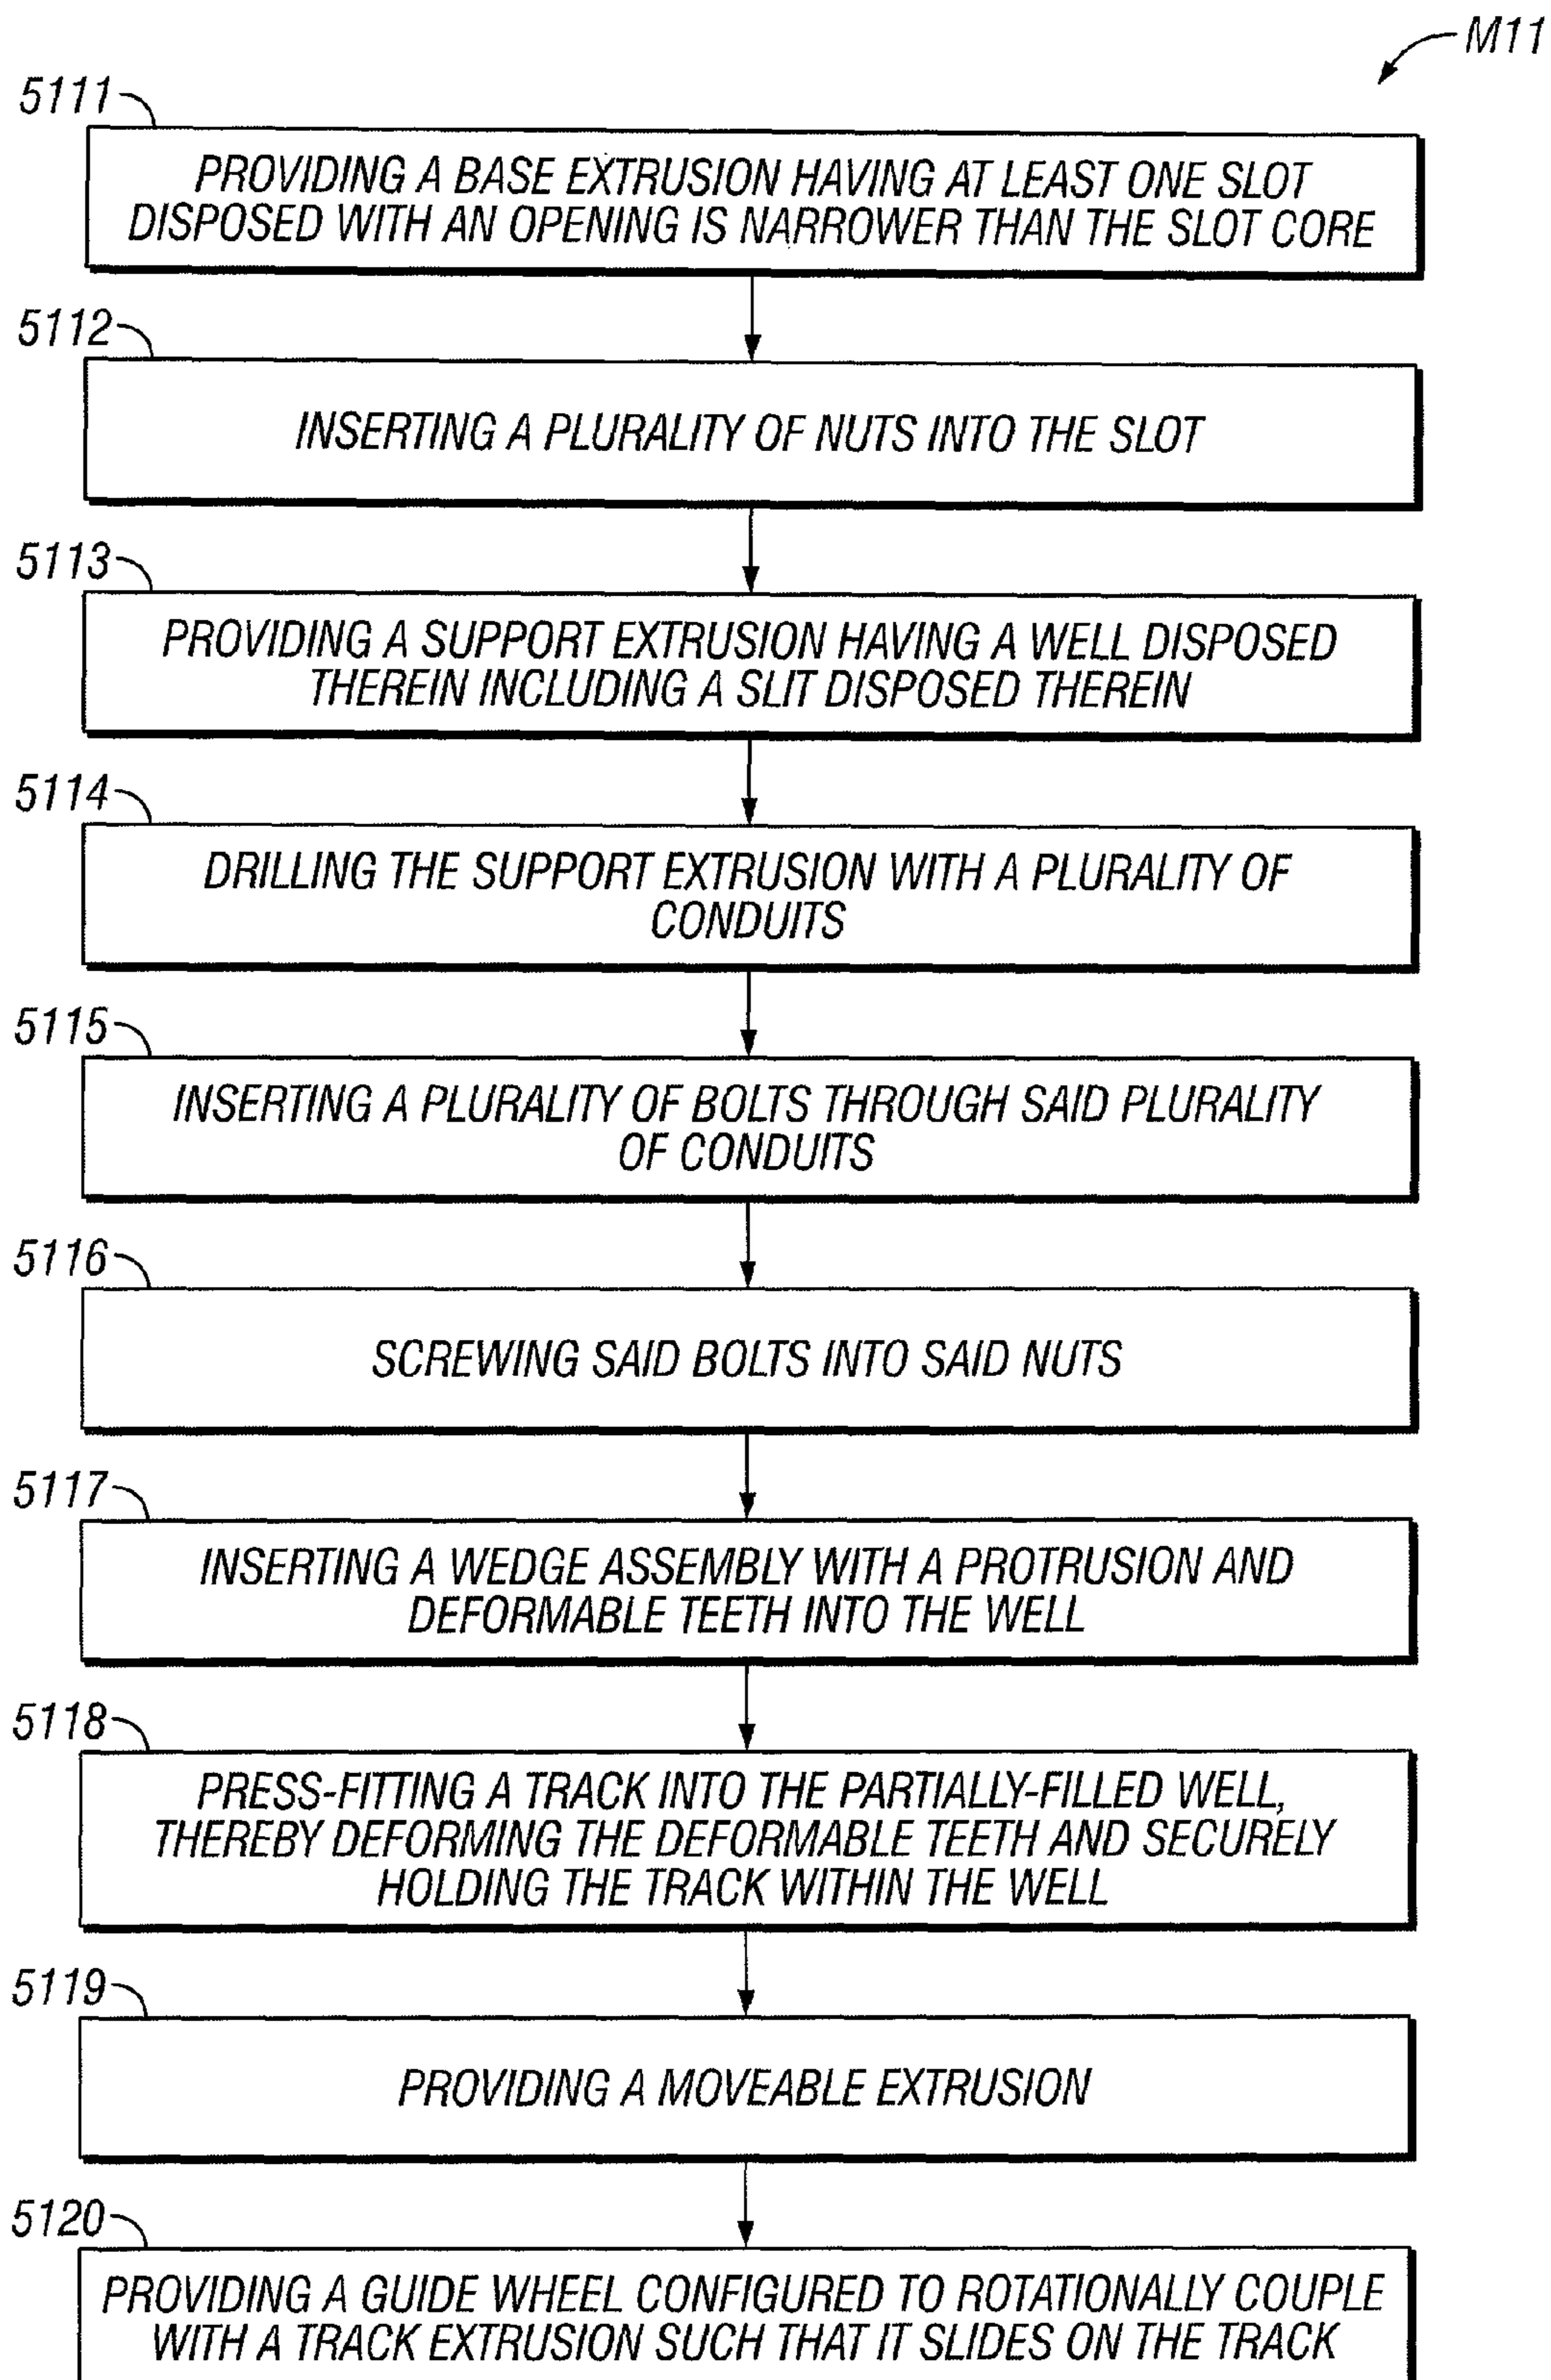 M11
5111
PROVIDING A BASE EXTRUSION HAVING AT LEAST ONE SLOT
DISPOSED WITH AN OPENING IS NARROWER THAN THE SLOT CORE
5112
INSERTING A PLURALITY OF NUTS INTO THE SLOT
5113
PROVIDING A SUPPORT EXTRUSION HAVING A WELL DISPOSED
THEREIN INCLUDING A SLIT DISPOSED THEREIN
5114
DRILLING THE SUPPORT EXTRUSION WITH A PLURALITY OF
CONDUITS
5115
INSERTING A PLURALITY OF BOLTS THROUGH SAID PLURALITY
OF CONDUITS
5116
SCREWING SAID BOLTS INTO SAID NUTS
5117
INSERTING A WEDGE ASSEMBLY WITH A PROTRUSION AND
DEFORMABLE TEETH INTO THE WELL
5118
PRESS-FITTING A TRACK INTO THE PARTIALLY-FILLED WELL,
THEREBY DEFORMING THE DEFORMABLE TEETH AND SECURELY
HOLDING THE TRACK WITHIN THE WELL
5119
PROVIDING A MOVEABLE EXTRUSION
5120
PROVIDING A GUIDE WHEEL CONFIGURED TO ROTATIONALLY COUPLE
WITH A TRACK EXTRUSION SUCH THAT IT SLIDES ON THE TRACK